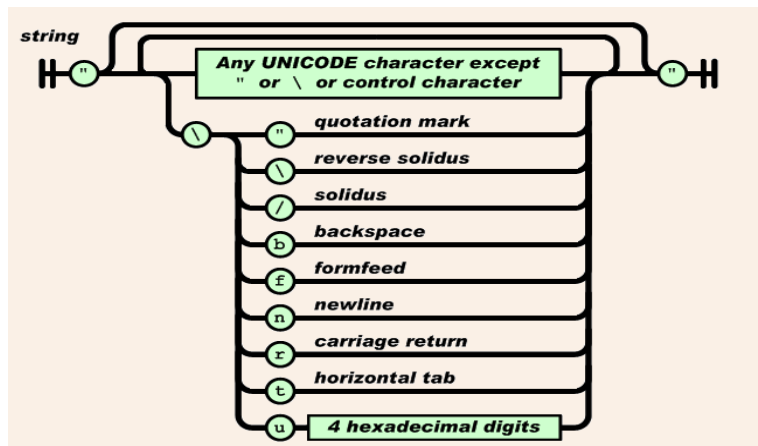 string
" Any UNICODE character except "
" or \ or control character
\ " quotation mark
\ reverse solidus
/ solidus
b backspace
f formfeed
n newline
r carriage return
t horizontal tab
u 4 hexadecimal digits